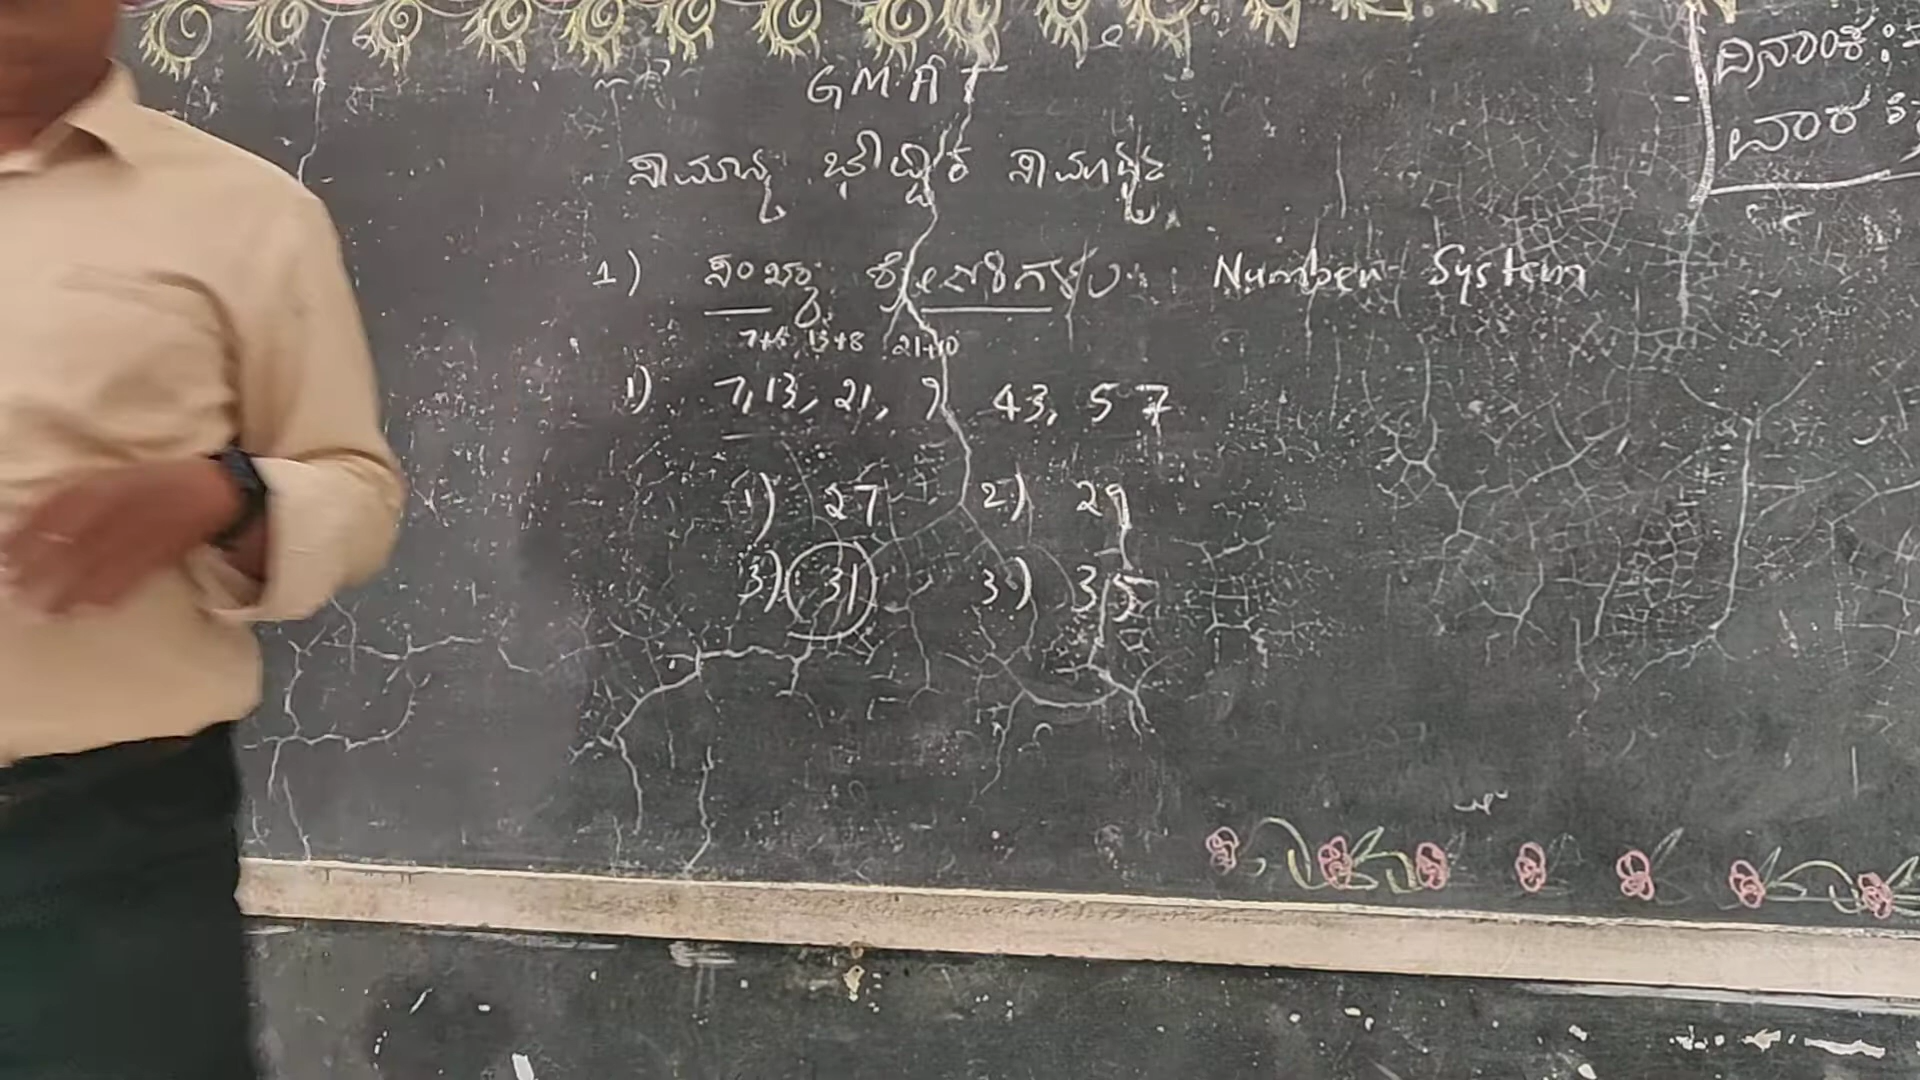 GMAT
ಸಾಮಾನ್ಯ ಬೌದ್ಧಿಕ ಸಾಮರ್ಥ್ಯ
1) ಸಂಖ್ಯಾ ಶ್ರೇಣಿಗಳು Number System
7+6, 13+8, 21+10
1) 7, 13, 21, ? 43, 57
1) 27 2) 29
3) 31 3) 35
ದಿನಾಂಕ:
ವಾರ: